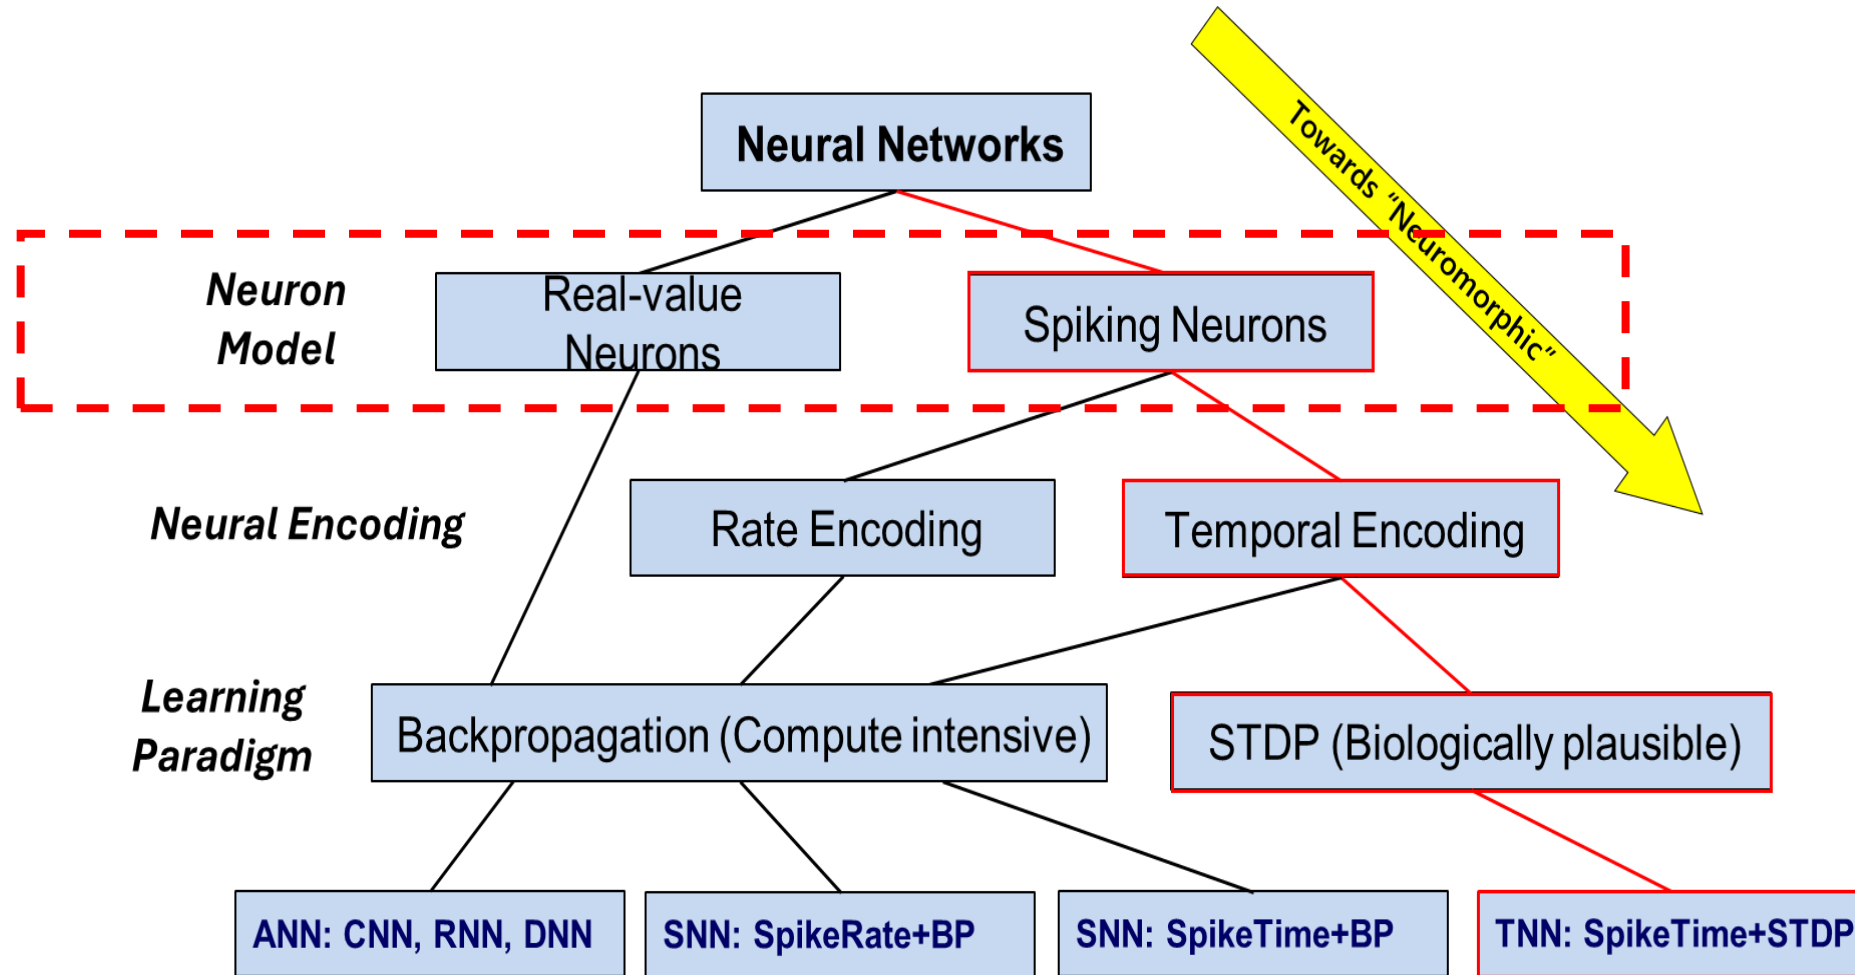 Neural Networks
Towards “Neuromorphic”
Neuron
Model
Real-value
Neurons
Spiking Neurons
Neural Encoding
Rate Encoding
Temporal Encoding
Learning
Paradigm
Backpropagation (Compute intensive)
STDP (Biologically plausible)
ANN: CNN, RNN, DNN
SNN: SpikeRate+BP
SNN: SpikeTime+BP
TNN: SpikeTime+STDP